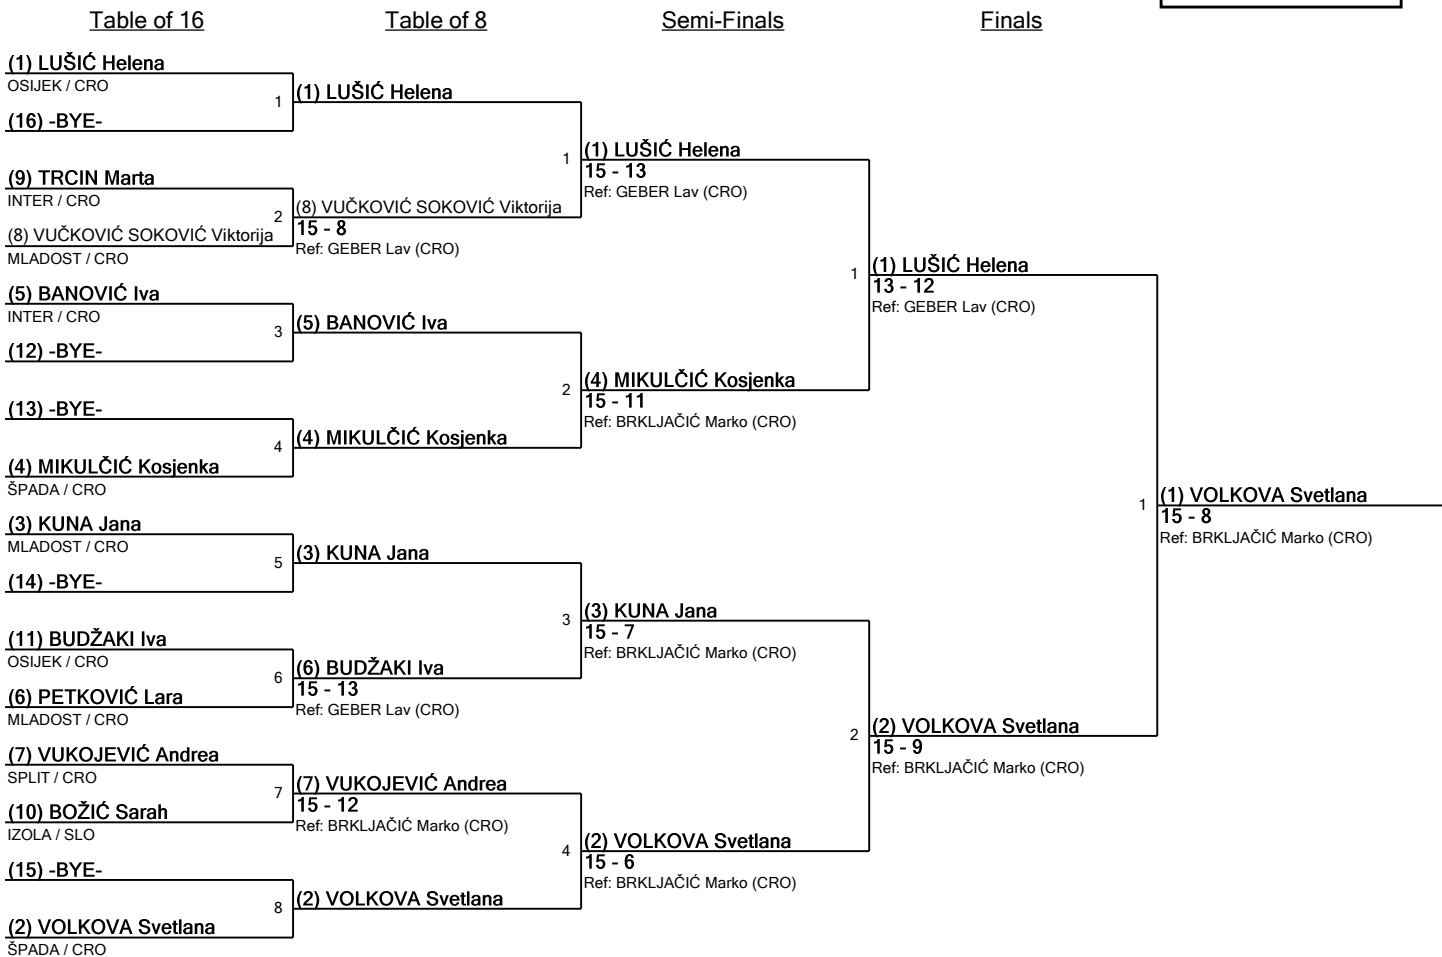 Table of 16
Table of 8
Semi-Finals
Finals
(1) LUŠIĆ Helena
OSIJEK / CRO
1
(16) -BYE-
(9) TRCIN Marta
INTER / CRO
2
(8) VUČKOVIĆ SOKOVIĆ Viktorija
MLADOST / CRO
(5) BANOVIĆ Iva
INTER / CRO
3
(12) -BYE-
(13) -BYE-
4
(4) MIKULČIĆ Kosjenka
ŠPADA / CRO
(3) KUNA Jana
MLADOST / CRO
5
(14) -BYE-
(11) BUDŽAKI Iva
OSIJEK / CRO
6
(6) PETKOVIĆ Lara
MLADOST / CRO
(7) VUKOJEVIĆ Andrea
SPLIT / CRO
7
(10) BOŽIĆ Sarah
IZOLA / SLO
(15) -BYE-
8
(2) VOLKOVA Svetlana
ŠPADA / CRO
(1) LUŠIĆ Helena
1
(8) VUČKOVIĆ SOKOVIĆ Viktorija
15 - 8
Ref: GEBER Lav (CRO)
(5) BANOVIĆ Iva
2
(4) MIKULČIĆ Kosjenka
(3) KUNA Jana
3
(6) BUDŽAKI Iva
15 - 13
Ref: GEBER Lav (CRO)
(7) VUKOJEVIĆ Andrea
15 - 12
Ref: BRKLJAČIĆ Marko (CRO)
4
(2) VOLKOVA Svetlana
(1) LUŠIĆ Helena
15 - 13
Ref: GEBER Lav (CRO)
1
(4) MIKULČIĆ Kosjenka
15 - 11
Ref: BRKLJAČIĆ Marko (CRO)
(3) KUNA Jana
15 - 7
Ref: BRKLJAČIĆ Marko (CRO)
2
(2) VOLKOVA Svetlana
15 - 6
Ref: BRKLJAČIĆ Marko (CRO)
(1) LUŠIĆ Helena
13 - 12
Ref: GEBER Lav (CRO)
1
(2) VOLKOVA Svetlana
15 - 9
Ref: BRKLJAČIĆ Marko (CRO)
(1) VOLKOVA Svetlana
15 - 8
Ref: BRKLJAČIĆ Marko (CRO)